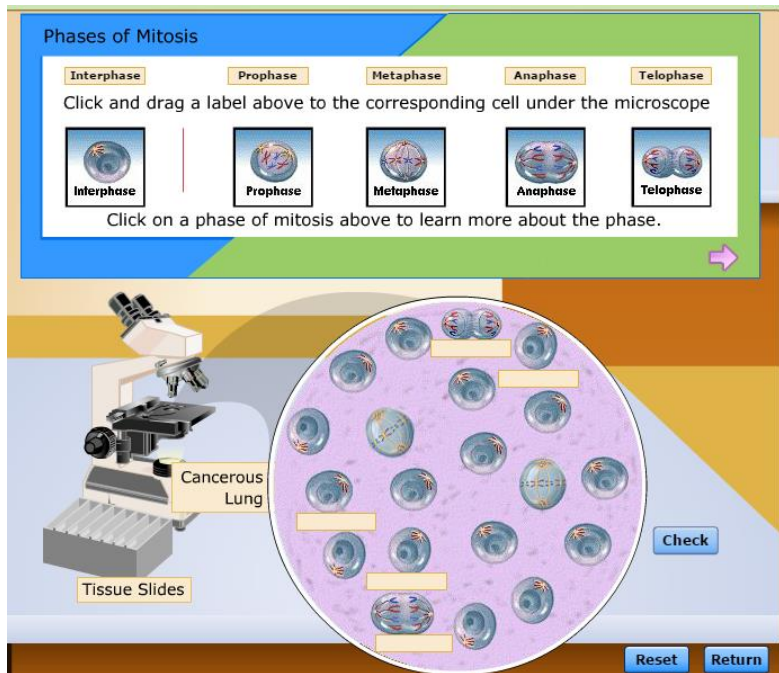 Phases of Mitosis
Interphase Prophase Metaphase Anaphase Telophase
Click and drag a label above to the corresponding cell under the microscope
Interphase Prophase Metaphase Anaphase Telophase
Click on a phase of mitosis above to learn more about the phase.
Cancerous
Lung
Check
Tissue Slides
Reset Return